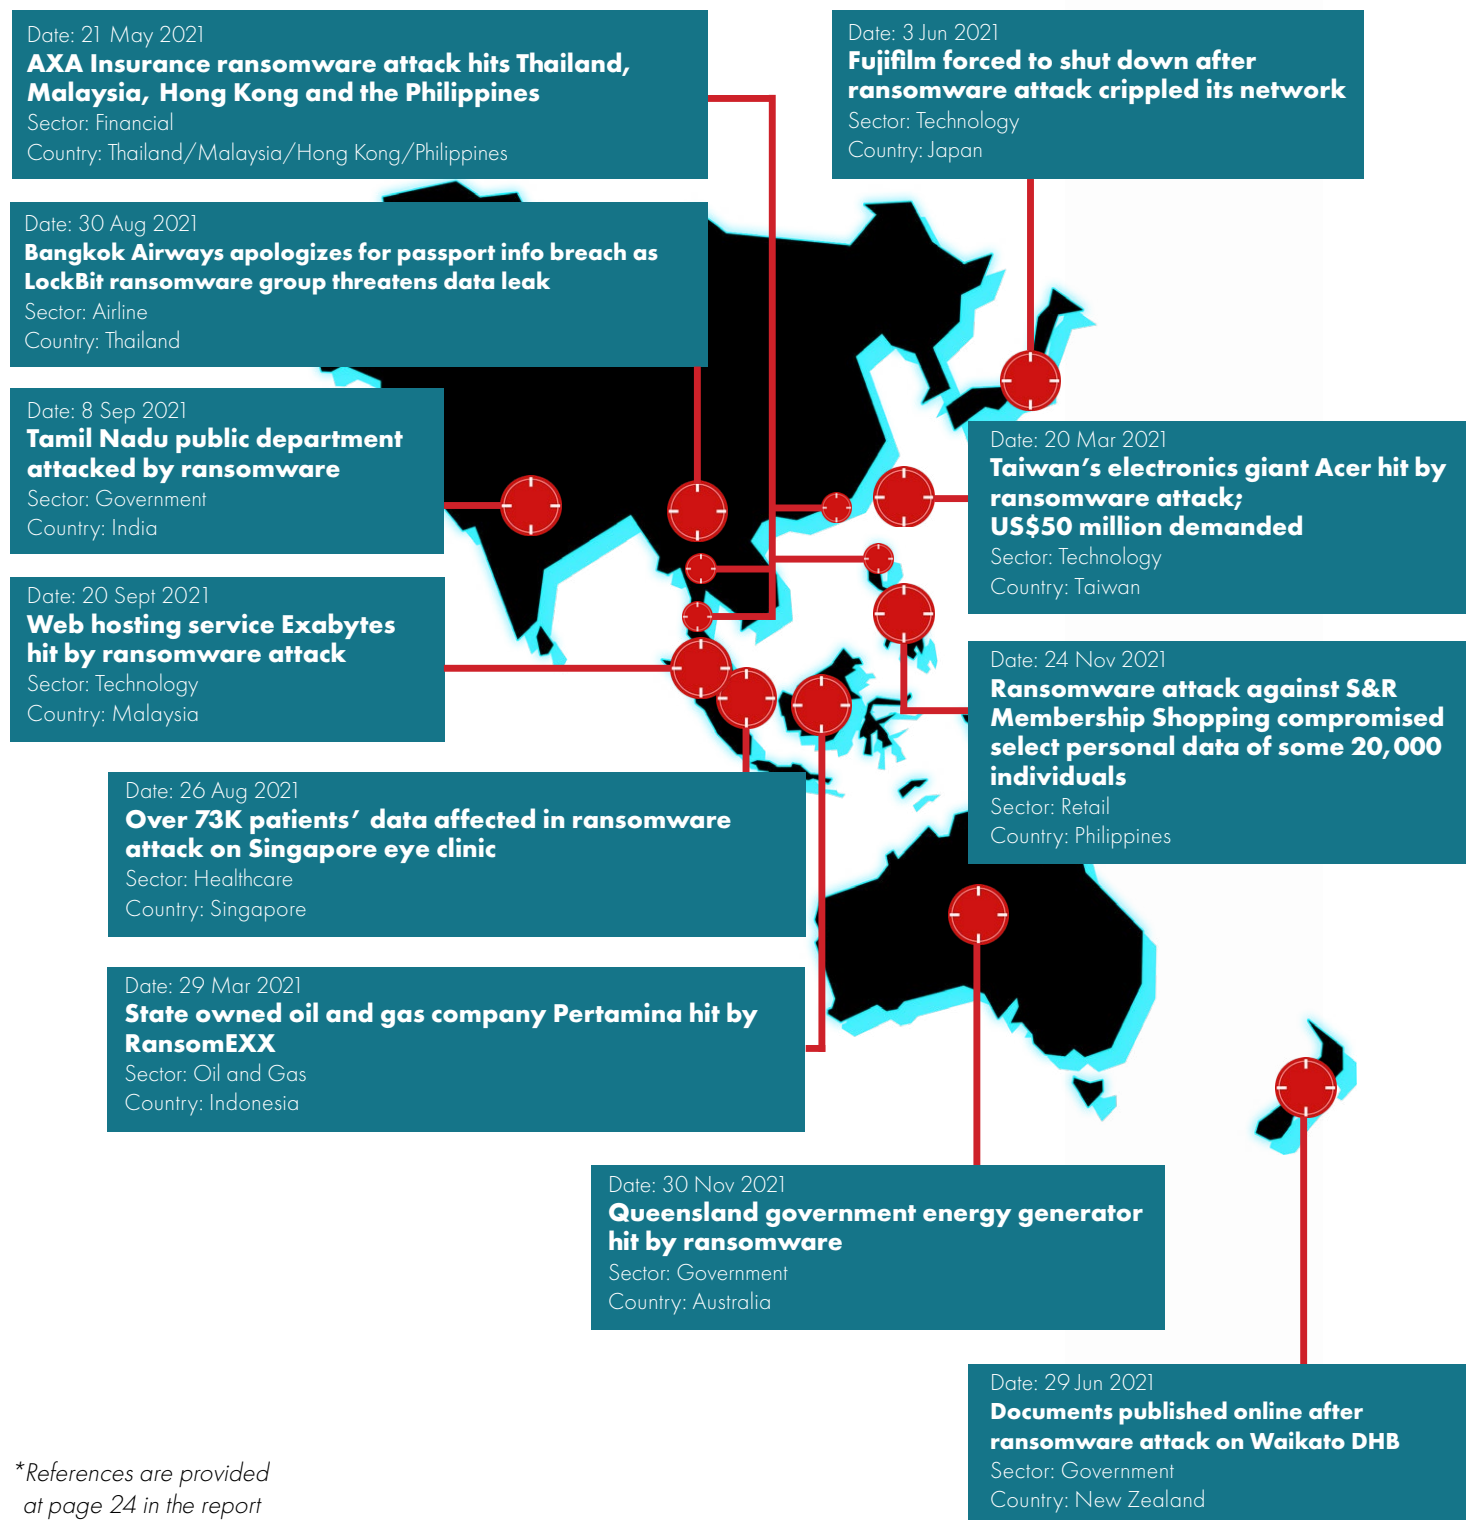 Date: 21 May 2021
AXA Insurance ransomware attack hits Thailand,
Malaysia, Hong Kong and the Philippines
Sector: Financial
Country: Thailand/Malaysia/Hong Kong/Philippines
Date: 3 Jun 2021
Fujifilm forced to shut down after
ransomware attack crippled its network
Sector: Technology
Country: Japan
Date: 30 Aug 2021
Bangkok Airways apologizes for passport info breach as
LockBit ransomware group threatens data leak
Sector: Airline
Country: Thailand
Date: 8 Sep 2021
Tamil Nadu public department
attacked by ransomware
Sector: Government
Country: India
Date: 20 Mar 2021
Taiwan’s electronics giant Acer hit by
ransomware attack;
US$50 million demanded
Sector: Technology
Country: Taiwan
Date: 20 Sept 2021
Web hosting service Exabytes
hit by ransomware attack
Sector: Technology
Country: Malaysia
Date: 24 Nov 2021
Ransomware attack against S&R
Membership Shopping compromised
select personal data of some 20,000
individuals
Sector: Retail
Country: Philippines
Date: 26 Aug 2021
Over 73K patients’ data affected in ransomware
attack on Singapore eye clinic
Sector: Healthcare
Country: Singapore
Date: 29 Mar 2021
State owned oil and gas company Pertamina hit by
RansomEXX
Sector: Oil and Gas
Country: Indonesia
Date: 30 Nov 2021
Queensland government energy generator
hit by ransomware
Sector: Government
Country: Australia
Date: 29 Jun 2021
Documents published online after
ransomware attack on Waikato DHB
Sector: Government
Country: New Zealand
*References are provided
at page 24 in the report